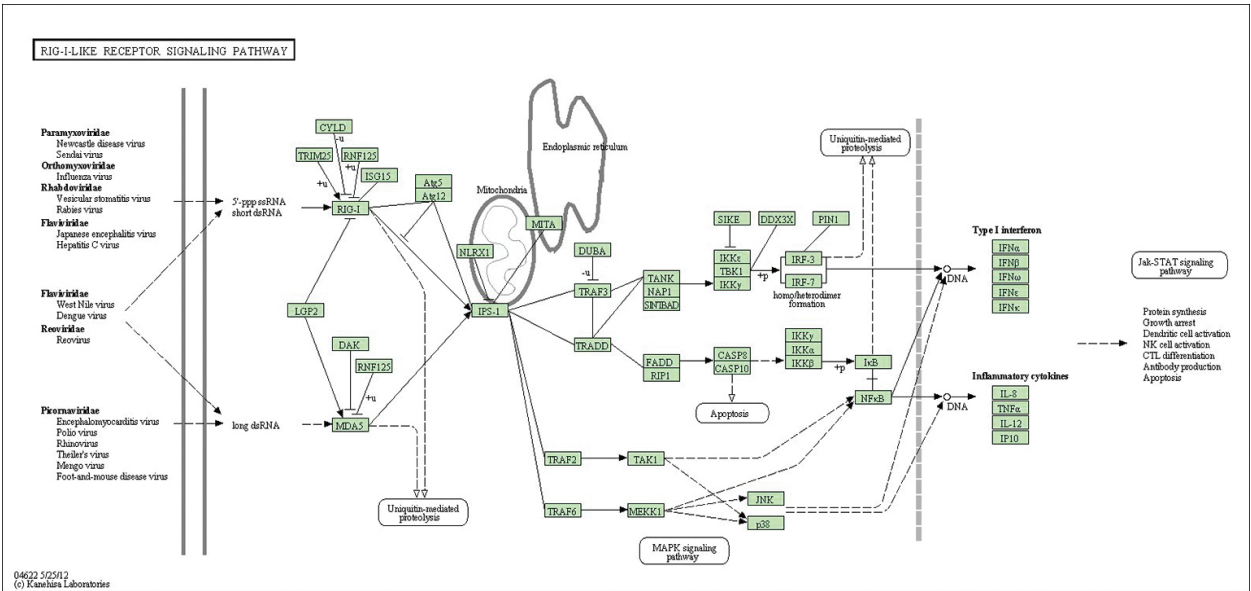 RIG-I-LIKE RECEPTOR SIGNALING PATHWAY
Paramyxoviridae
Newcastle disease virus
Sendai virus
Orthomyxoviridae
Influenza virus
Rhabdoviridae
Vesicular stomatitis virus
Rabies virus
Flaviviridae
Japanese encephalitis virus
Hepatitis C virus
Flaviviridae
West Nile virus
Dengue virus
Reoviridae
Reovirus
Picornaviridae
Encephalomyocarditis virus
Polio virus
Rhinovirus
Theiler's virus
Mengo virus
Foot-and-mouse disease virus
5'-ppp ssRNA
short dsRNA
long dsRNA
CYLD
-u
TRIM25
RNF125
+u
+u
ISG15
RIG-I
Atg5
Atg12
LGP2
DAK
RNF125
+u
MDA5
Uniquitin-mediated
proteolysis
Mitochondria
Endoplasmic reticulum
NLRX1
MITA
IPS-1
DUBA
-u
TRAF3
TRADD
TANK
NAP1
SINTBAD
FADD
RIP1
TRAF2
TAK1
TRAF6
MEKK1
SIKE
DDX3X
PIN1
IKKε
TBK1
IKKγ
+p
IRF-3
IRF-7
homo/heterodimer
formation
Uniquitin-mediated
proteolysis
CASP8
CASP10
Apoptosis
IKKγ
IKKα
IKKβ
+p
IκB
NFκB
JNK
p38
MAPK signaling
pathway
DNA
DNA
Type I interferon
IFNα
IFNβ
IFNω
IFNε
IFNκ
Inflammatory cytokines
IL-8
TNFα
IL-12
IP10
Jak-STAT signaling
pathway
Protein synthesis
Growth arrest
Dendritic cell activation
NK cell activation
CTL differentiation
Antibody production
Apoptosis
04622 5/25/12
(c) Kanehisa Laboratories